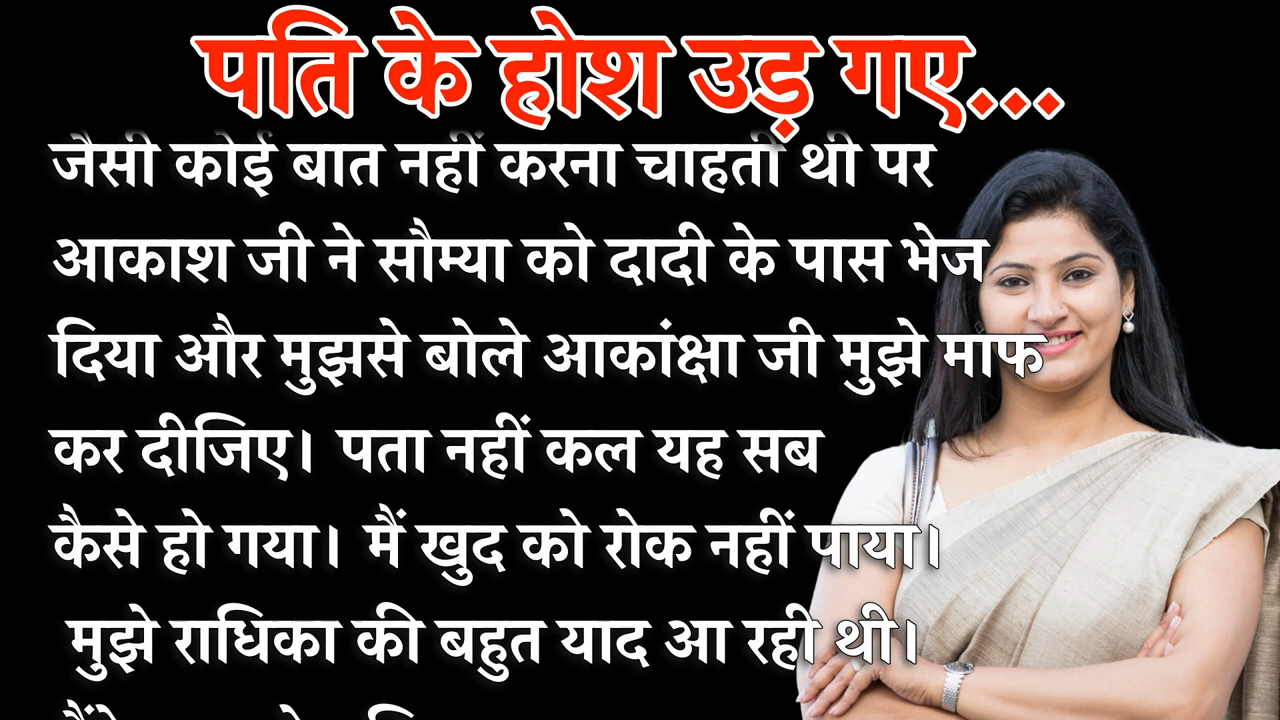 पति के होश उड़ गए...
जैसी कोई बात नहीं करना चाहती थी पर
आकाश जी ने सौम्या को दादी के पास भेज
दिया और मुझसे बोले आकांक्षा जी मुझे माफ
कर दीजिए। पता नहीं कल यह सब
कैसे हो गया। मैं खुद को रोक नहीं पाया।
मुझे राधिका की बहुत याद आ रही थी।